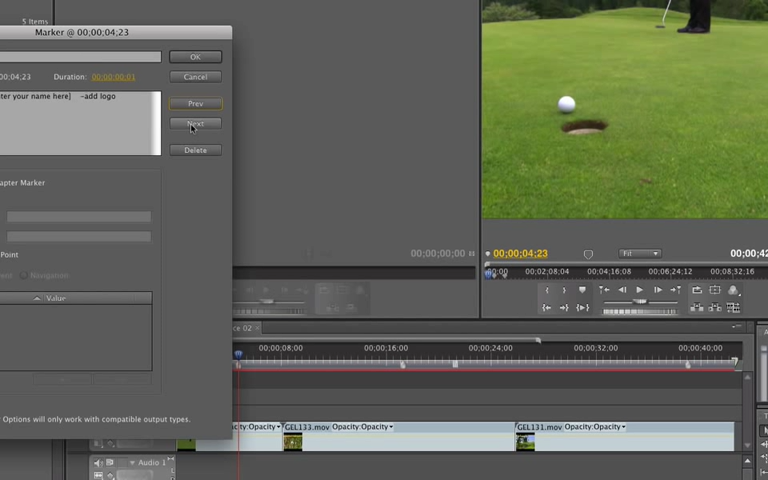 5 Items
Marker @ 00;00;04;23
OK
00;04;23 Duration: 00;00;00;01
Cancel
ter your name here] -add logo
Prev
Next
Delete
apter Marker
Point
Navigation:
Value
Options will only work with compatible output types.
00;00;00;00
00;00;04;23
Fit
00;00;42
00;00
00;02;08;04
00;04;16;08
00;06;24;12
00;08;32;16
ce 02 ×
00;00;08;00
00;00;16;00
00;00;24;00
00;00;32;00
00;00;40;00
ty:Opacity
GEL133.mov Opacity:Opacity
GEL131.mov Opacity:Opacity
Audio 1